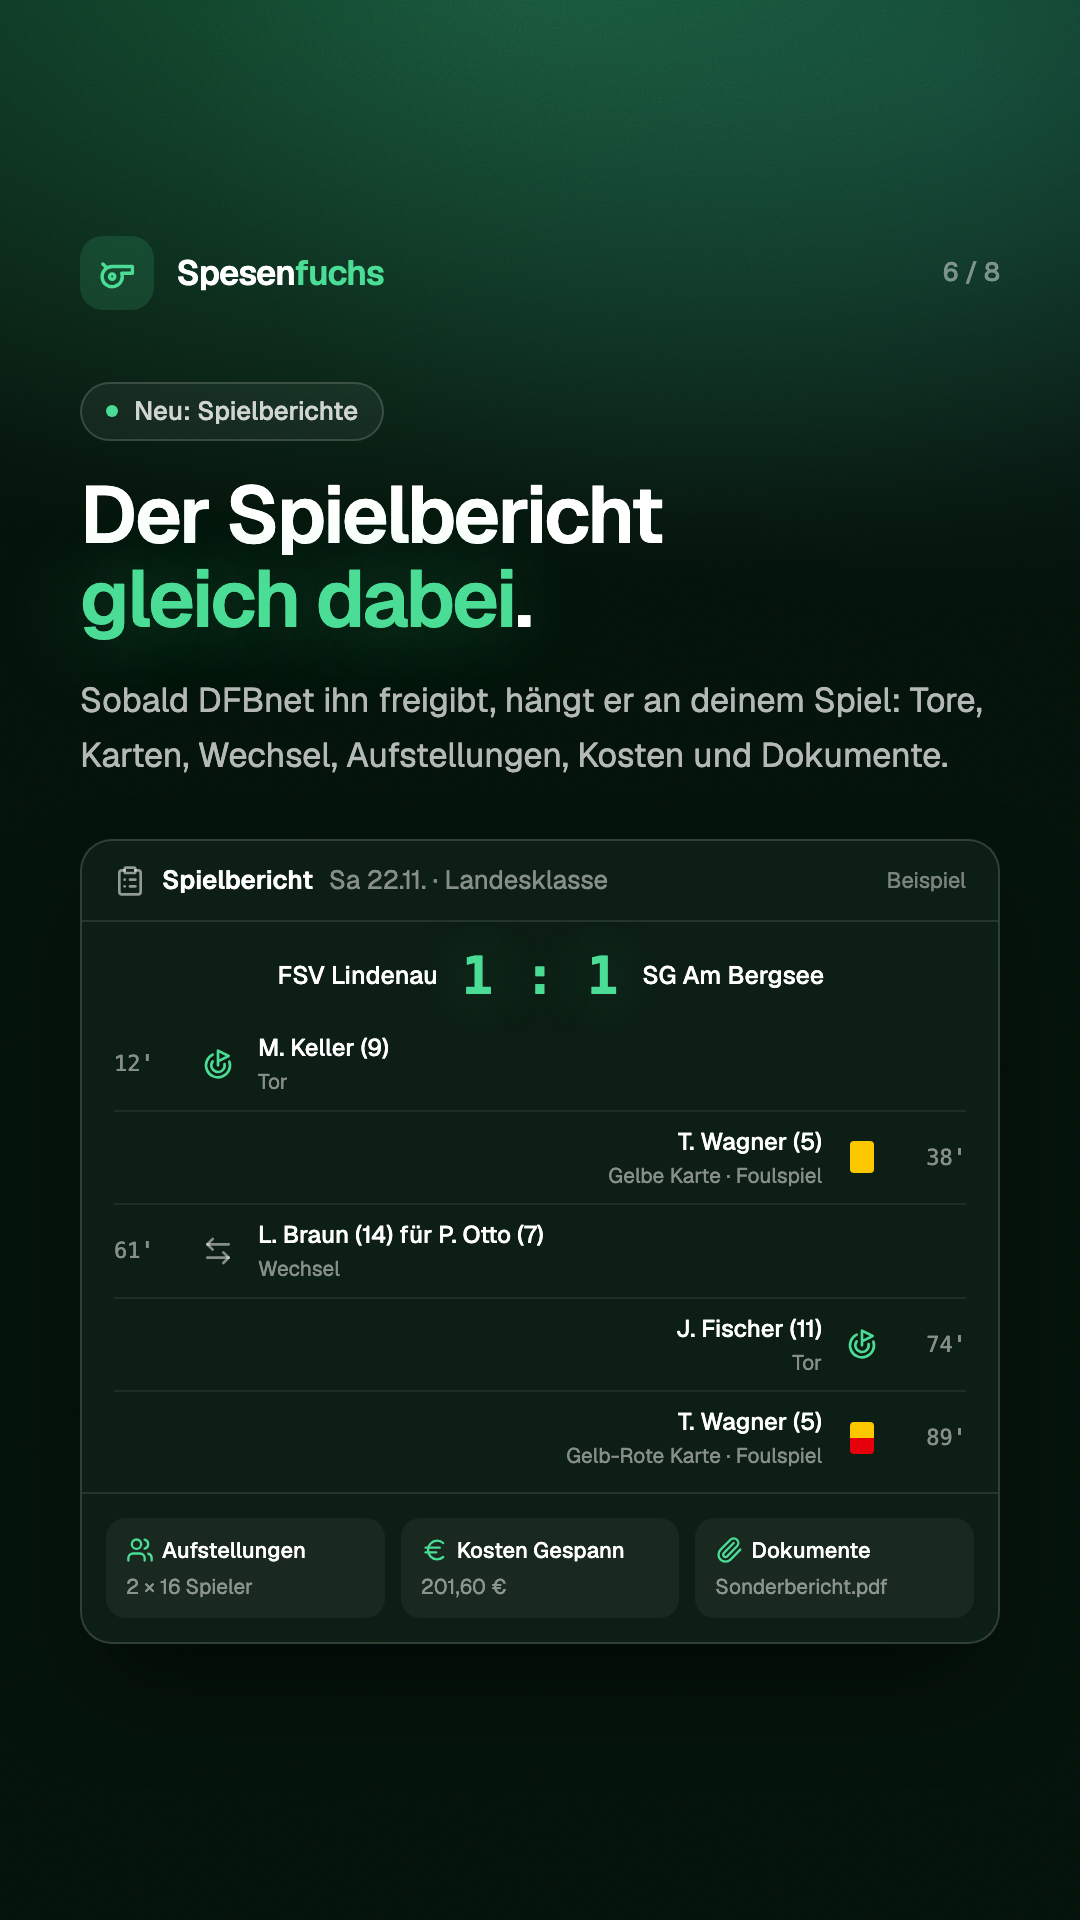 Spesenfuchs
6 / 8
Neu: Spielberichte
Der Spielbericht
gleich dabei.
Sobald DFBnet ihn freigibt, hängt er an deinem Spiel: Tore,
Karten, Wechsel, Aufstellungen, Kosten und Dokumente.
Spielbericht Sa 22.11. · Landesklasse
Beispiel
FSV Lindenau 1 : 1 SG Am Bergsee
12' M. Keller (9)
Tor
T. Wagner (5) 38'
Gelbe Karte · Foulspiel
61' L. Braun (14) für P. Otto (7)
Wechsel
J. Fischer (11) 74'
Tor
T. Wagner (5) 89'
Gelb-Rote Karte · Foulspiel
Aufstellungen
2 × 16 Spieler
Kosten Gespann
201,60 €
Dokumente
Sonderbericht.pdf